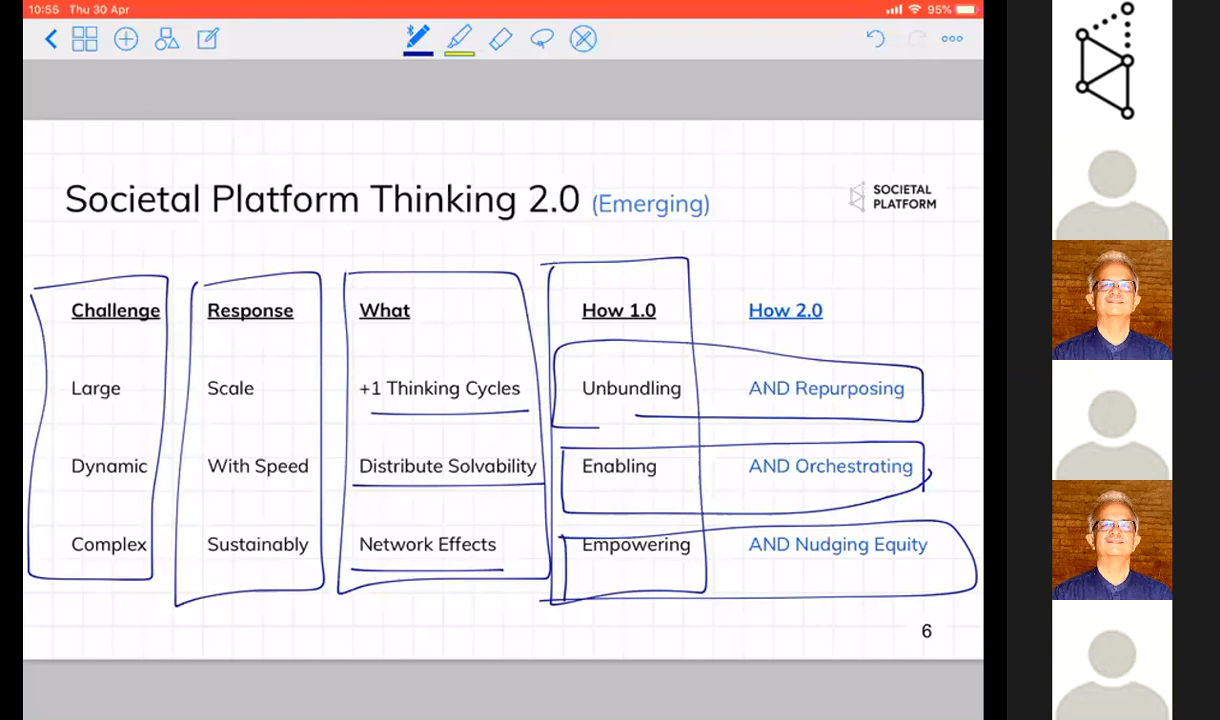 10:55 Thu 30 Apr 95%
Societal Platform Thinking 2.0 (Emerging)
SOCIETAL
PLATFORM
Challenge Response What How 1.0 How 2.0
Large Scale +1 Thinking Cycles Unbundling AND Repurposing
Dynamic With Speed Distribute Solvability Enabling AND Orchestrating
Complex Sustainably Network Effects Empowering AND Nudging Equity
6